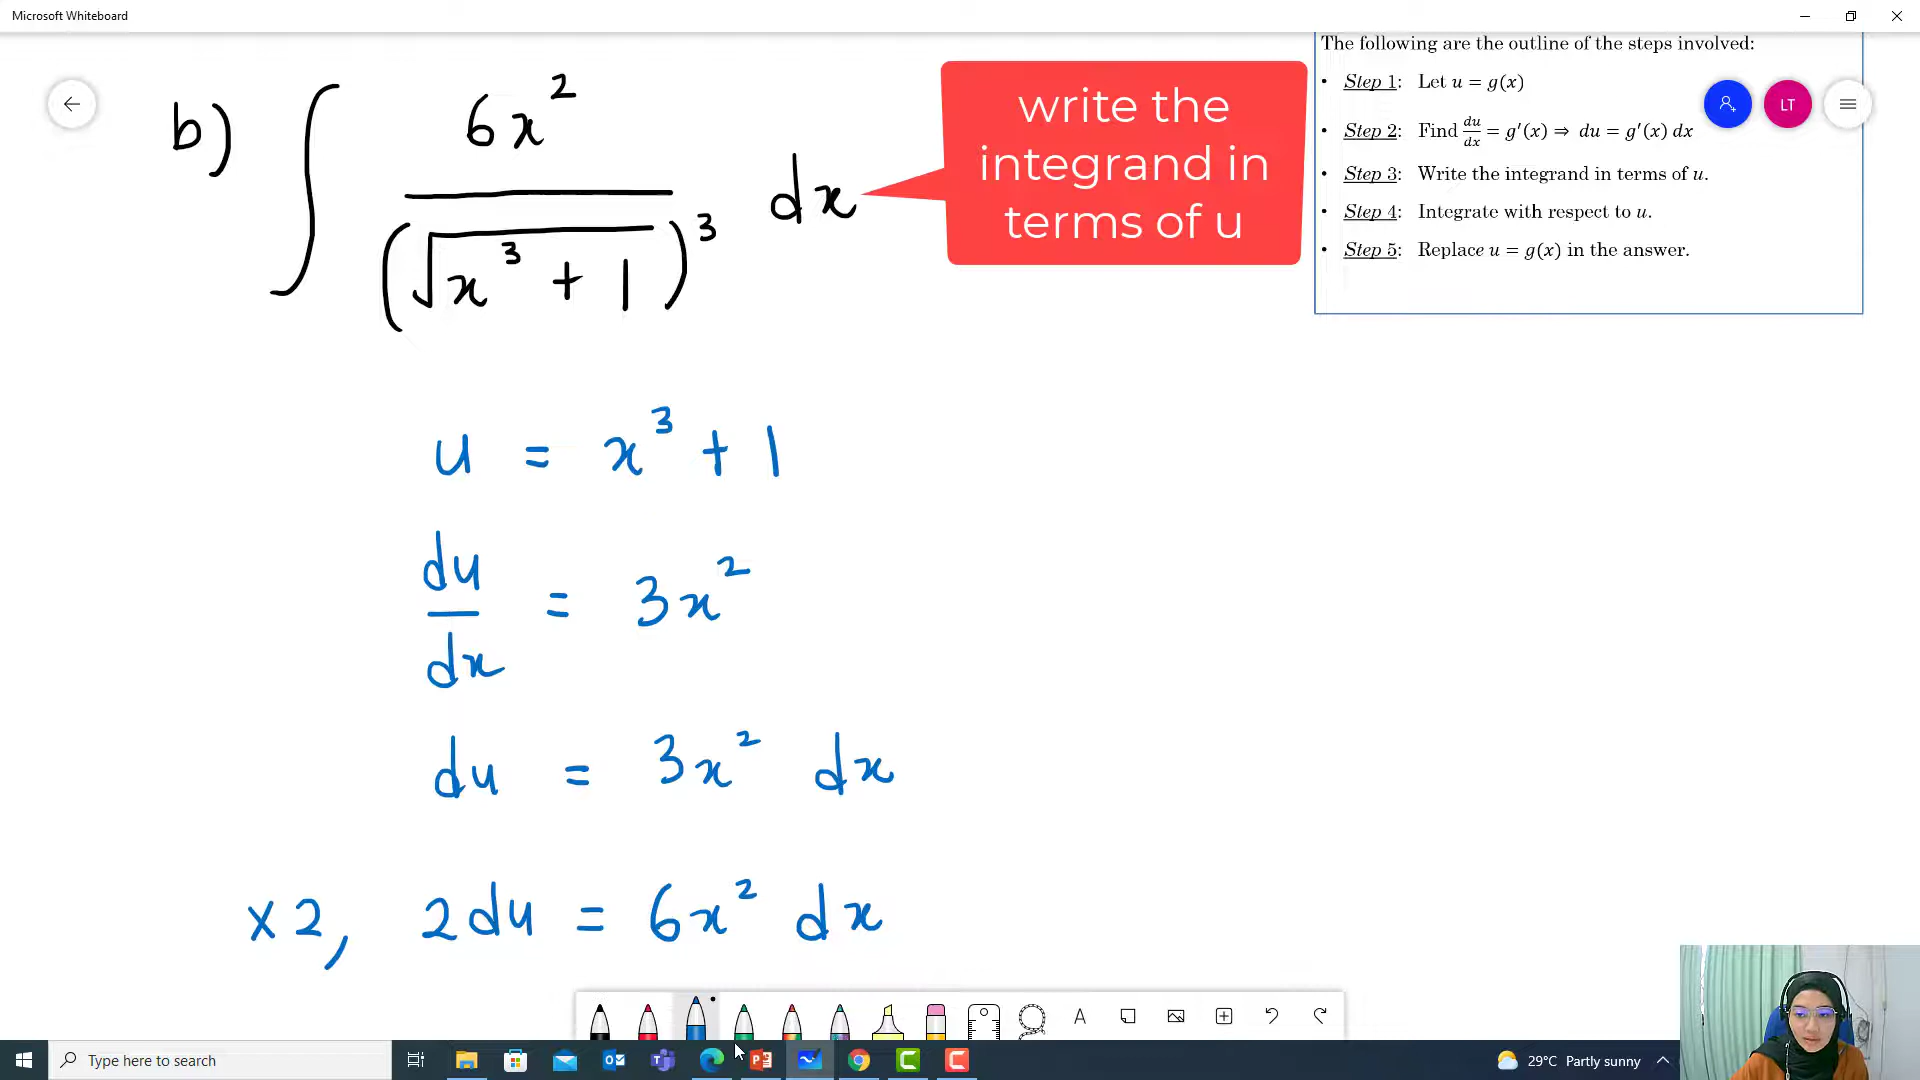 Microsoft Whiteboard
The following are the outline of the steps involved:
• Step 1: Let u = g(x)
• Step 2: Find du/dx = g′(x) ⇒ du = g′(x) dx
• Step 3: Write the integrand in terms of u.
• Step 4: Integrate with respect to u.
• Step 5: Replace u = g(x) in the answer.
LT
b) ∫ 6x² / (√(x³ + 1))³ dx
write the
integrand in
terms of u
u = x³ + 1
du/dx = 3x²
du = 3x² dx
×2, 2du = 6x² dx
A
Type here to search
29°C Partly sunny